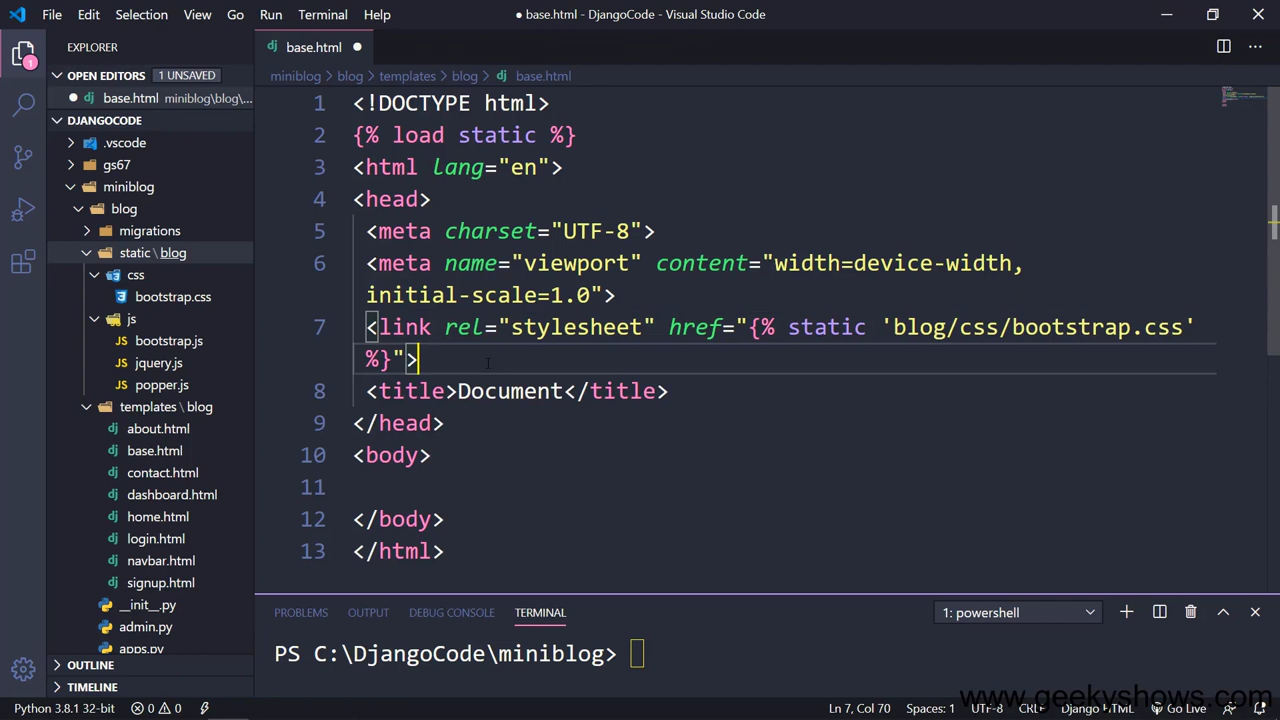 File Edit Selection View Go Run Terminal Help
● base.html - DjangoCode - Visual Studio Code
EXPLORER
OPEN EDITORS 1 UNSAVED
base.html miniblog\blog\...
DJANGOCODE
.vscode
gs67
miniblog
blog
migrations
static \ blog
css
bootstrap.css
js
bootstrap.js
jquery.js
popper.js
templates \ blog
about.html
base.html
contact.html
dashboard.html
home.html
login.html
navbar.html
signup.html
__init__.py
admin.py
apps.py
OUTLINE
TIMELINE
1
base.html
miniblog > blog > templates > blog > base.html
1 <!DOCTYPE html>
2 {% load static %}
3 <html lang="en">
4 <head>
5 <meta charset="UTF-8">
6 <meta name="viewport" content="width=device-width,
initial-scale=1.0">
7 <link rel="stylesheet" href="{% static 'blog/css/bootstrap.css'
%}">
8 <title>Document</title>
9 </head>
10 <body>
11
12 </body>
13 </html>
PROBLEMS OUTPUT DEBUG CONSOLE TERMINAL 1: powershell
PS C:\DjangoCode\miniblog>
www.geekyshows.com
Python 3.8.1 32-bit 0 0 Ln 7, Col 70 Spaces: 1 UTF-8 CRLF Django HTML Go Live